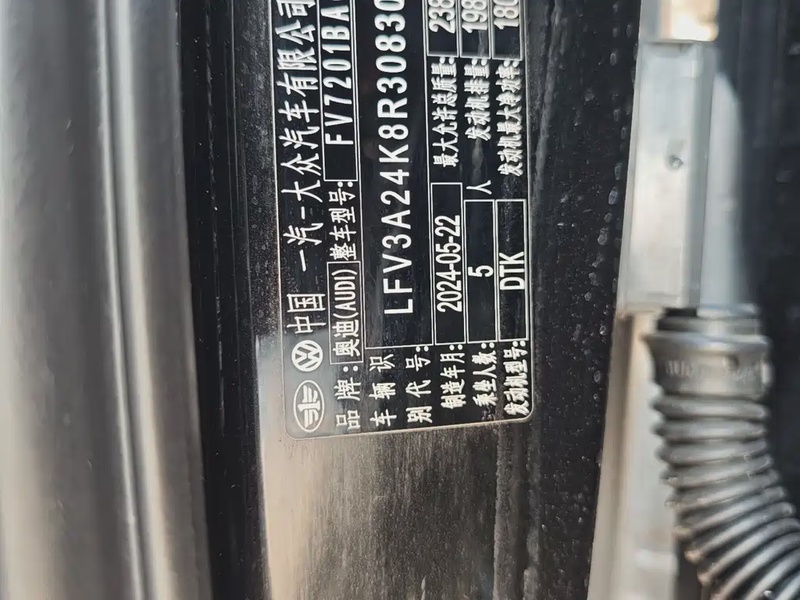 中国 一汽-大众汽车有限公司
品牌: 奥迪(AUDI) 整车型号: FV7201BA
车辆识别代号: LFV3A24K8R30830
制造年月: 2024-05-22 最大允许总质量: 238
乘坐人数: 5 人 发动机排量: 198
发动机型号: DTK 发动机最大净功率: 180